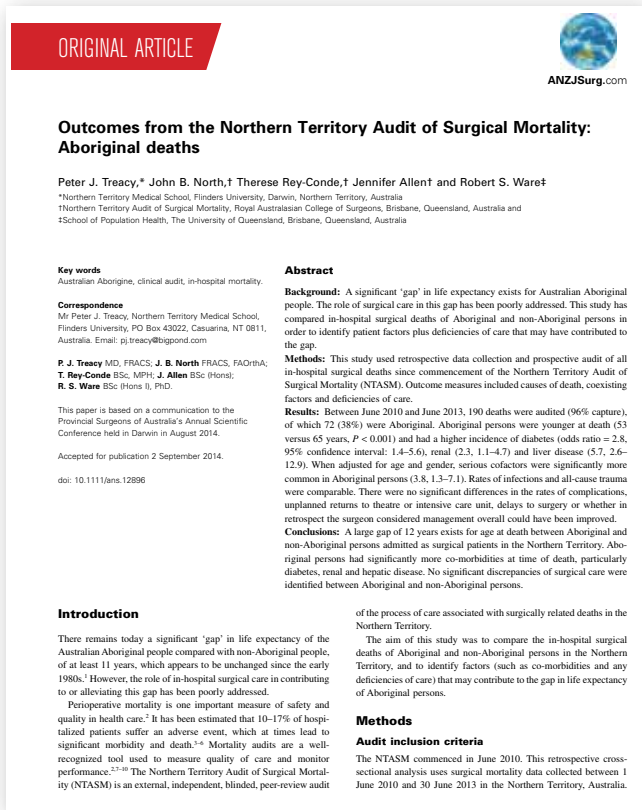 ORIGINAL ARTICLE
ANZJSurg.com
Outcomes from the Northern Territory Audit of Surgical Mortality:
Aboriginal deaths
Peter J. Treacy,* John B. North,† Therese Rey-Conde,† Jennifer Allen† and Robert S. Ware‡
*Northern Territory Medical School, Flinders University, Darwin, Northern Territory, Australia
†Northern Territory Audit of Surgical Mortality, Royal Australasian College of Surgeons, Brisbane, Queensland, Australia and
‡School of Population Health, The University of Queensland, Brisbane, Queensland, Australia
Key words
Australian Aborigine, clinical audit, in-hospital mortality.
Correspondence
Mr Peter J. Treacy, Northern Territory Medical School,
Flinders University, PO Box 43022, Casuarina, NT 0811,
Australia. Email: pj.treacy@bigpond.com
P. J. Treacy MD, FRACS; J. B. North FRACS, FAOrthA;
T. Rey-Conde BSc, MPH; J. Allen BSc (Hons);
R. S. Ware BSc (Hons I), PhD.
This paper is based on a communication to the
Provincial Surgeons of Australia's Annual Scientific
Conference held in Darwin in August 2014.
Accepted for publication 2 September 2014.
doi: 10.1111/ans.12896
Abstract
Background: A significant 'gap' in life expectancy exists for Australian Aboriginal
people. The role of surgical care in this gap has been poorly addressed. This study has
compared in-hospital surgical deaths of Aboriginal and non-Aboriginal persons in
order to identify patient factors plus deficiencies of care that may have contributed to
the gap.
Methods: This study used retrospective data collection and prospective audit of all
in-hospital surgical deaths since commencement of the Northern Territory Audit of
Surgical Mortality (NTASM). Outcome measures included causes of death, coexisting
factors and deficiencies of care.
Results: Between June 2010 and June 2013, 190 deaths were audited (96% capture),
of which 72 (38%) were Aboriginal. Aboriginal persons were younger at death (53
versus 65 years, P < 0.001) and had a higher incidence of diabetes (odds ratio = 2.8,
95% confidence interval: 1.4–5.6), renal (2.3, 1.1–4.7) and liver disease (5.7, 2.6–
12.9). When adjusted for age and gender, serious cofactors were significantly more
common in Aboriginal persons (3.8, 1.3–7.1). Rates of infections and all-cause trauma
were comparable. There were no significant differences in the rates of complications,
unplanned returns to theatre or intensive care unit, delays to surgery or whether in
retrospect the surgeon considered management overall could have been improved.
Conclusions: A large gap of 12 years exists for age at death between Aboriginal and
non-Aboriginal persons admitted as surgical patients in the Northern Territory. Abo-
riginal persons had significantly more co-morbidities at time of death, particularly
diabetes, renal and hepatic disease. No significant discrepancies of surgical care were
identified between Aboriginal and non-Aboriginal persons.
Introduction
There remains today a significant 'gap' in life expectancy of the
Australian Aboriginal people compared with non-Aboriginal people,
of at least 11 years, which appears to be unchanged since the early
1980s.1 However, the role of in-hospital surgical care in contributing
to or alleviating this gap has been poorly addressed.
Perioperative mortality is one important measure of safety and
quality in health care.2 It has been estimated that 10–17% of hospi-
talized patients suffer an adverse event, which at times lead to
significant morbidity and death.3–6 Mortality audits are a well-
recognized tool used to measure quality of care and monitor
performance.2,7–10 The Northern Territory Audit of Surgical Mortal-
ity (NTASM) is an external, independent, blinded, peer-review audit
of the process of care associated with surgically related deaths in the
Northern Territory.
The aim of this study was to compare the in-hospital surgical
deaths of Aboriginal and non-Aboriginal persons in the Northern
Territory, and to identify factors (such as co-morbidities and any
deficiencies of care) that may contribute to the gap in life expectancy
of Aboriginal persons.
Methods
Audit inclusion criteria
The NTASM commenced in June 2010. This retrospective cross-
sectional analysis uses surgical mortality data collected between 1
June 2010 and 30 June 2013 in the Northern Territory, Australia.